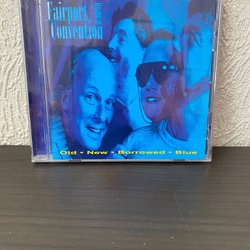 Fairport
Convention
Old • New • Borrowed • Blue